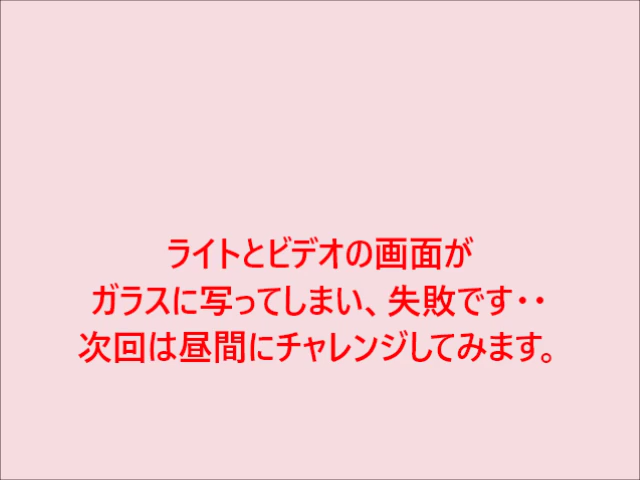 ライトとビデオの画面が
ガラスに写ってしまい、失敗です・・
次回は昼間にチャレンジしてみます。